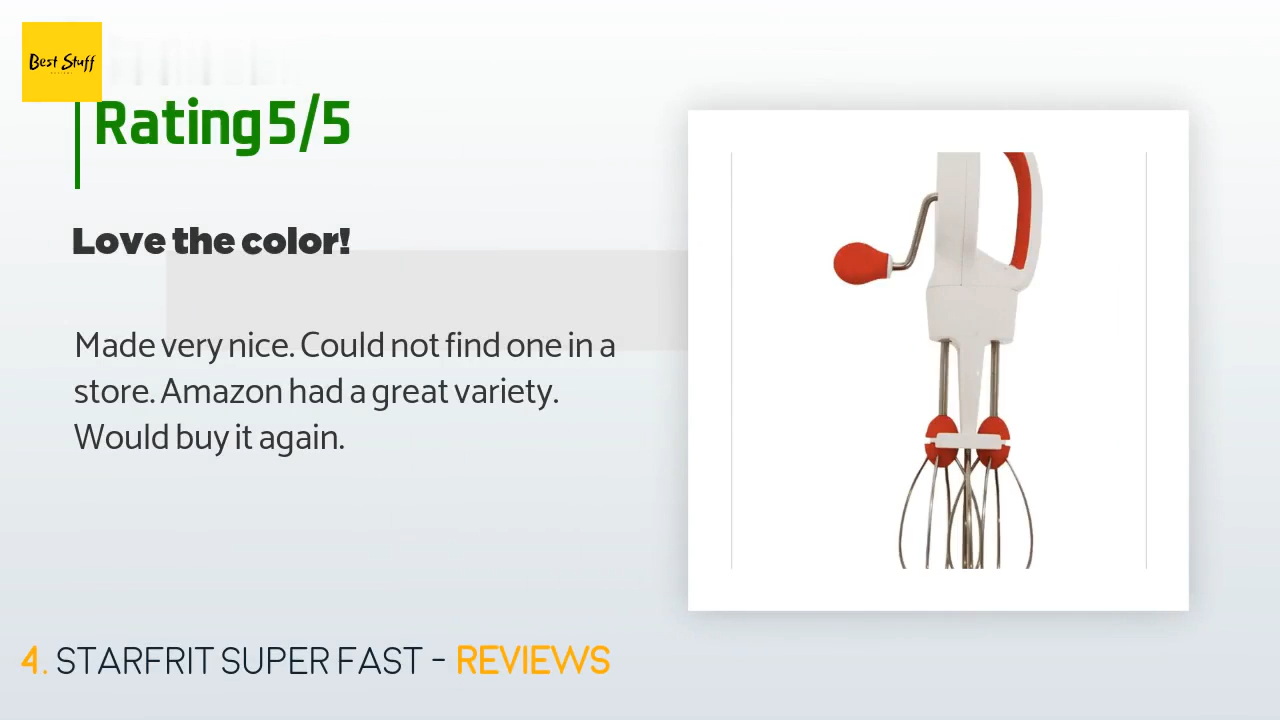 Best Stuff
Rating 5/5
Love the color!
Made very nice. Could not find one in a
store. Amazon had a great variety.
Would buy it again.
4. STARFRIT SUPER FAST - REVIEWS